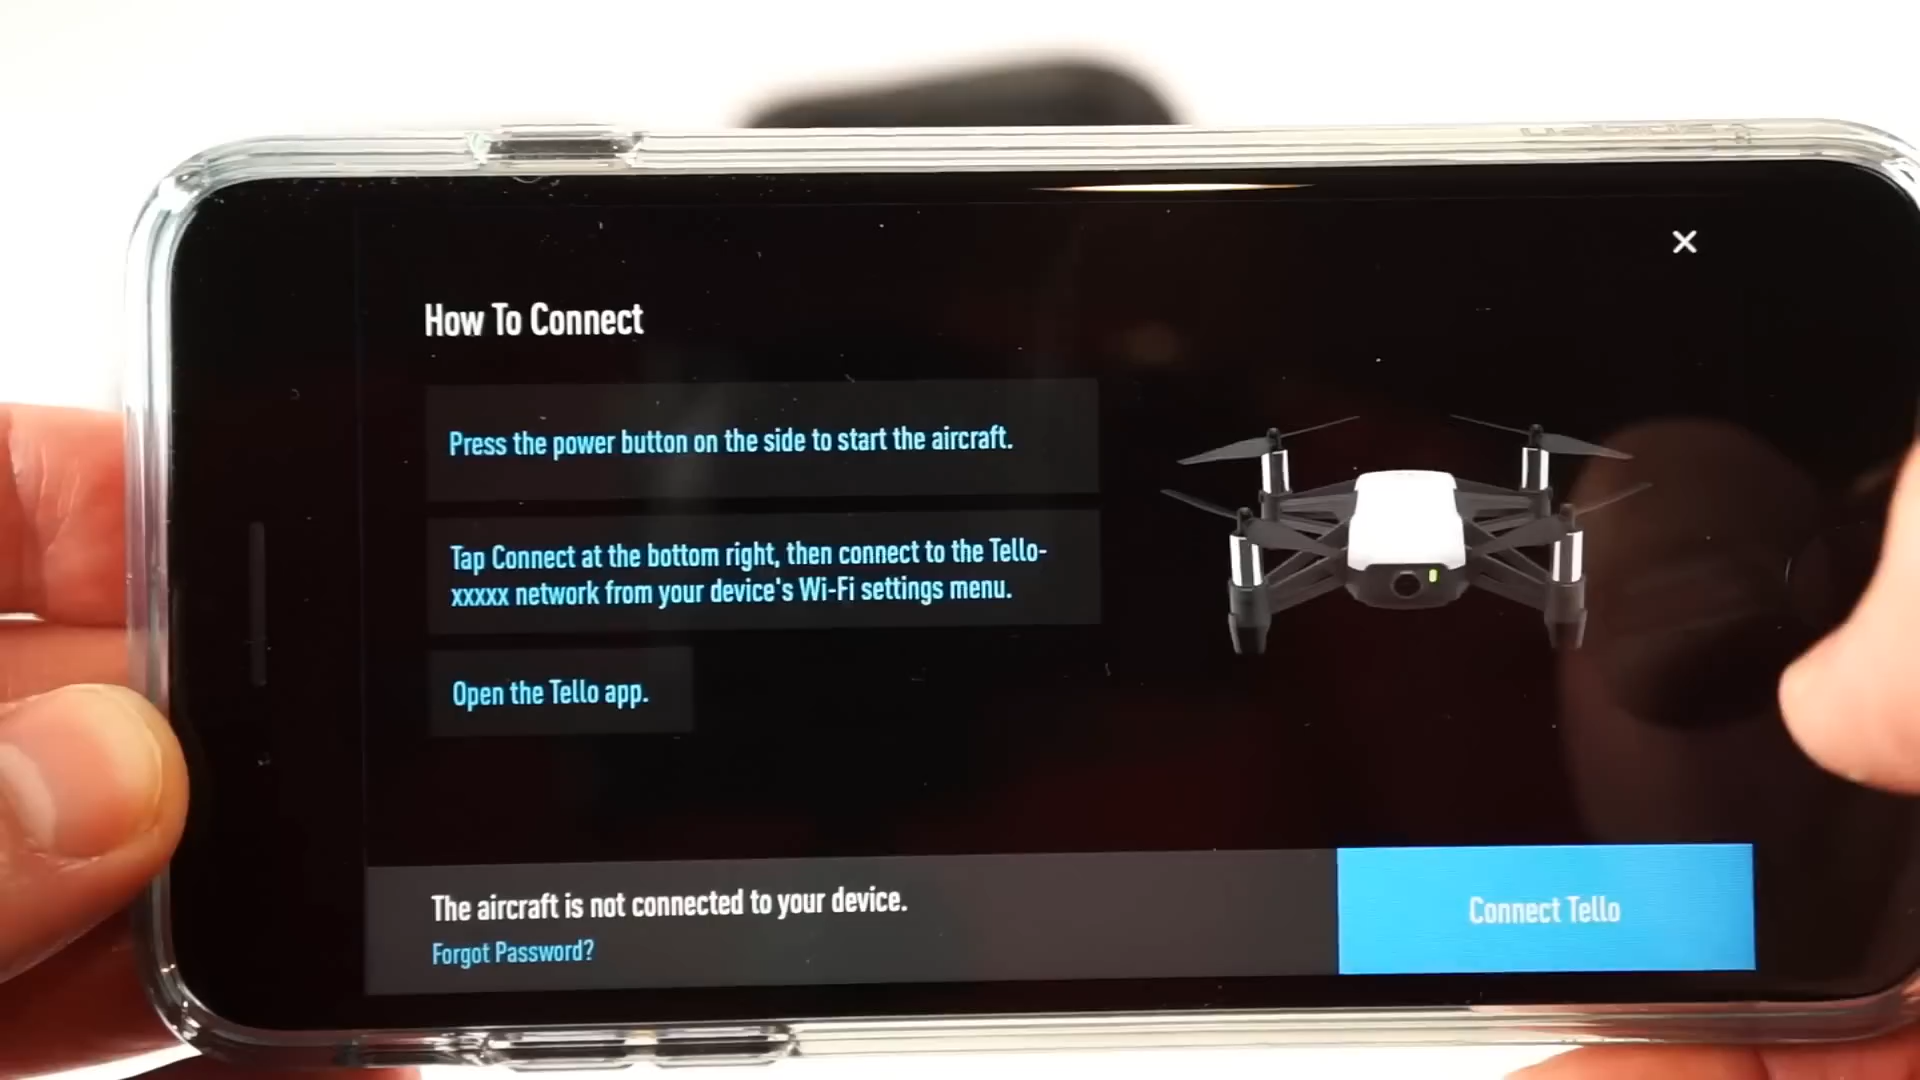 How To Connect
Press the power button on the side to start the aircraft.
Tap Connect at the bottom right, then connect to the Tello-
xxxxx network from your device's Wi-Fi settings menu.
Open the Tello app.
The aircraft is not connected to your device.
Forgot Password?
Connect Tello